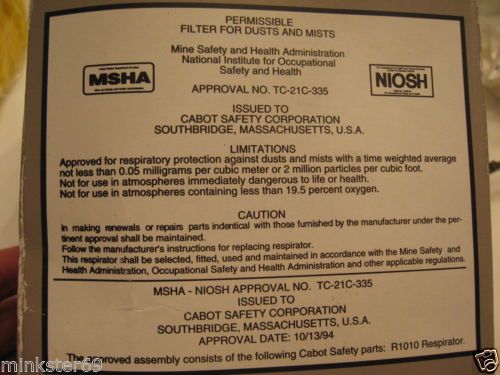 PERMISSIBLE
FILTER FOR DUSTS AND MISTS
Mine Safety and Health Administration
National Institute for Occupational
Safety and Health
MSHA
NIOSH
APPROVAL NO. TC-21C-335
ISSUED TO
CABOT SAFETY CORPORATION
SOUTHBRIDGE, MASSACHUSETTS, U.S.A.
LIMITATIONS
Approved for respiratory protection against dusts and mists with a time weighted average
not less than 0.05 milligrams per cubic meter or 2 million particles per cubic foot.
Not for use in atmospheres immediately dangerous to life or health.
Not for use in atmospheres containing less than 19.5 percent oxygen.
CAUTION
In making renewals or repairs parts indentical with those furnished by the manufacturer under the per-
tinent approval shall be maintained.
Follow the manufacturer's instructions for replacing respirator.
This respirator shall be selected, fitted, used and maintained in accordance with the Mine Safety and
Health Administration, Occupational Safety and Health Administration and other applicable regulations.
MSHA - NIOSH APPROVAL NO. TC-21C-335
ISSUED TO
CABOT SAFETY CORPORATION
SOUTHBRIDGE, MASSACHUSETTS, U.S.A.
APPROVAL DATE: 10/13/94
The approved assembly consists of the following Cabot Safety parts: R1010 Respirator.
minkster69